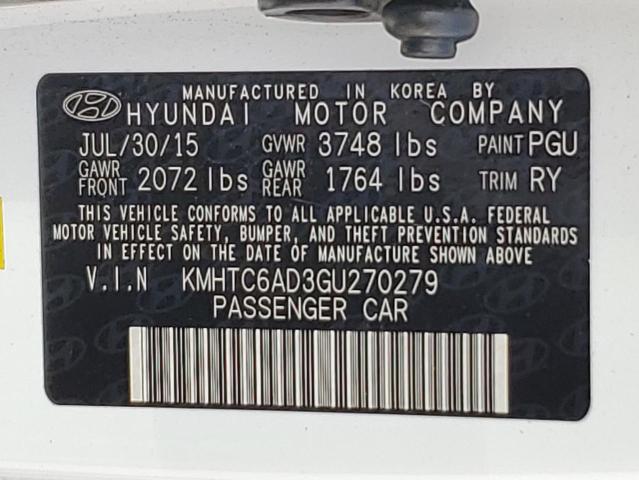 MANUFACTURED IN KOREA BY
HYUNDAI MOTOR COMPANY
JUL/30/15 GVWR 3748 lbs PAINT PGU
GAWR FRONT 2072 lbs GAWR REAR 1764 lbs TRIM RY
THIS VEHICLE CONFORMS TO ALL APPLICABLE U.S.A. FEDERAL
MOTOR VEHICLE SAFETY, BUMPER, AND THEFT PREVENTION STANDARDS
IN EFFECT ON THE DATE OF MANUFACTURE SHOWN ABOVE
V.I.N KMHTC6AD3GU270279
PASSENGER CAR